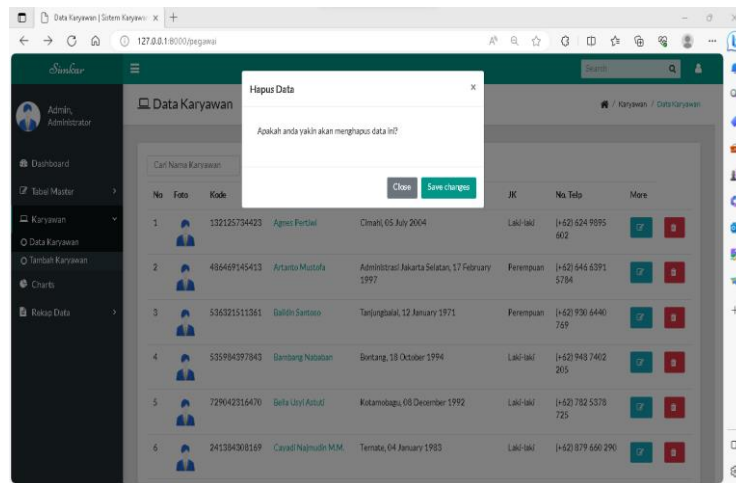 Data Karyawan | Sistem Karyawa
127.0.0.1:8000/pegawai
Simkar
Search
Admin,
Administrator
Data Karyawan
/ Karyawan / Data Karyawan
Hapus Data
Apakah anda yakin akan menghapus data ini?
Close
Save changes
Dashboard
Tabel Master
Karyawan
Data Karyawan
Tambah Karyawan
Charts
Rekap Data
Cari Nama Karyawan
No Foto Kode JK No. Telp More
1 132125734423 Agnes Pertiwi Cimahi, 05 July 2004 Laki-laki (+62) 624 9895
602
2 486469145413 Artanto Mustofa Administrasi Jakarta Selatan, 17 February Perempuan (+62) 646 6391
1997 5784
3 536321511361 Balidin Santoso Tanjungbalai, 12 January 1971 Perempuan (+62) 930 6440
769
4 535984397843 Bambang Nababan Bontang, 18 October 1994 Laki-laki (+62) 948 7402
205
5 729042316470 Bella Usyi Astuti Kotamobagu, 08 December 1992 Laki-laki (+62) 782 5378
725
6 241384308169 Cayadi Najmudin M.M. Ternate, 04 January 1983 Laki-laki (+62) 879 660 290